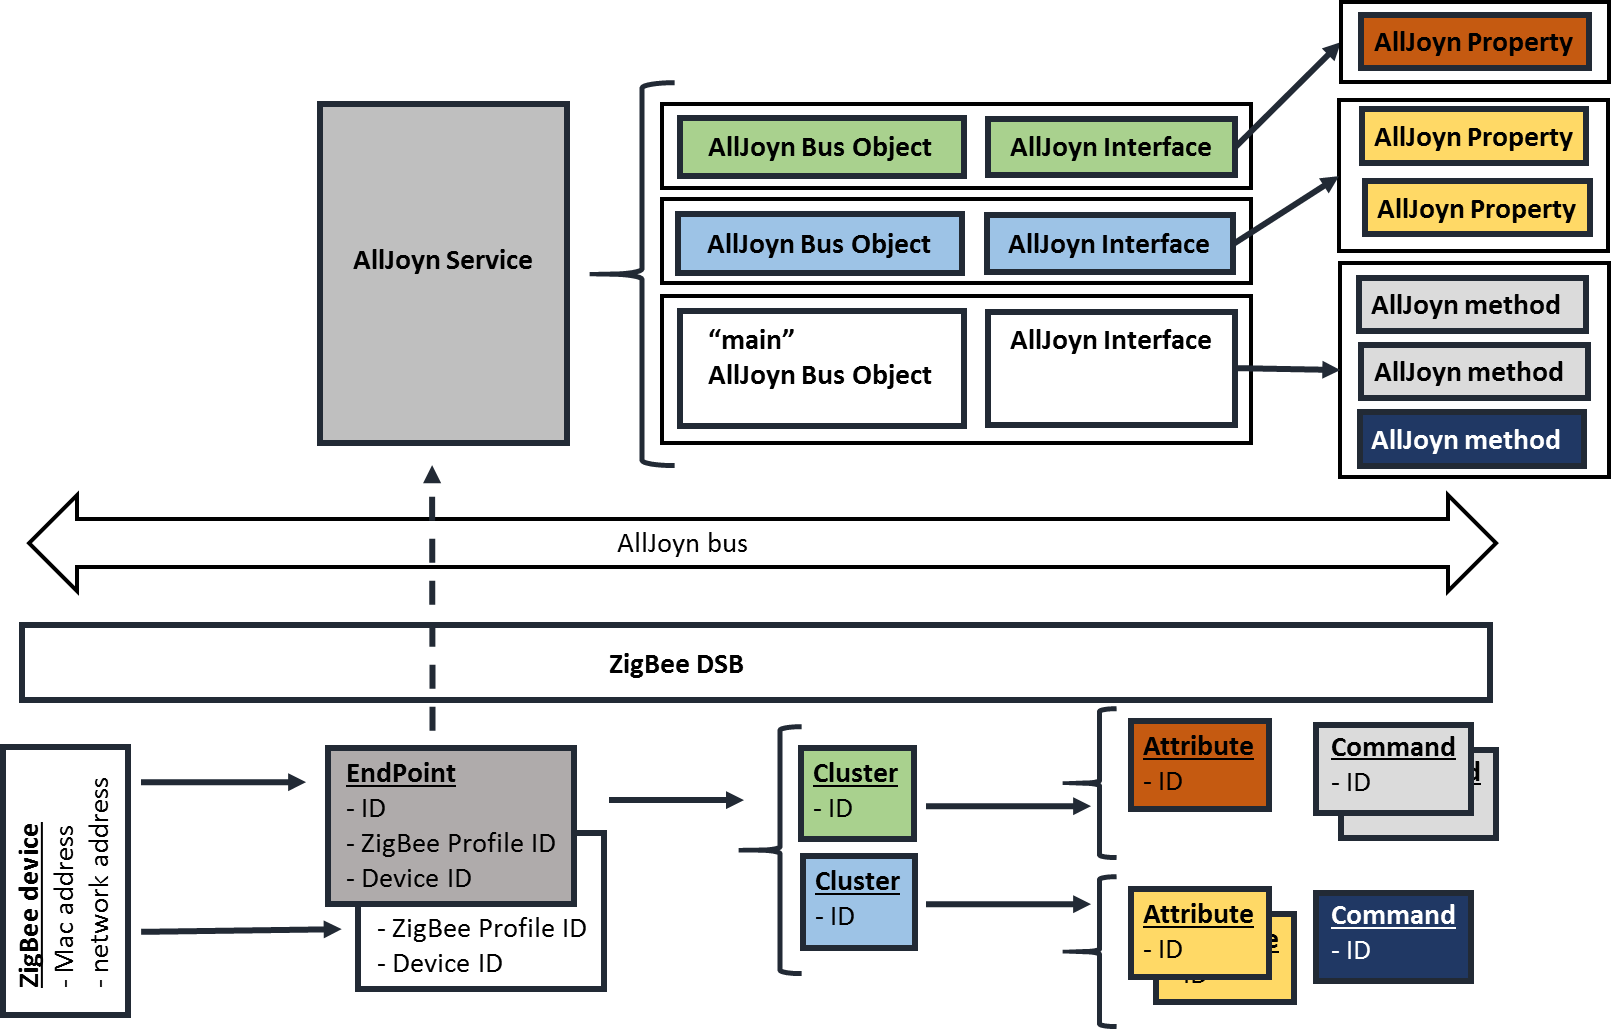 AllJoyn Property
AllJoyn Bus Object
AllJoyn Interface
AllJoyn Property
AllJoyn Property
AllJoyn Service
AllJoyn Bus Object
AllJoyn Interface
"main"
AllJoyn Bus Object
AllJoyn Interface
AllJoyn method
AllJoyn method
AllJoyn method
AllJoyn bus
ZigBee DSB
ZigBee device
- Mac address
- network address
EndPoint
- ID
- ZigBee Profile ID
- Device ID
- ZigBee Profile ID
- Device ID
Cluster
- ID
Cluster
- ID
Attribute
- ID
Command
- ID
Attribute
- ID
Command
- ID